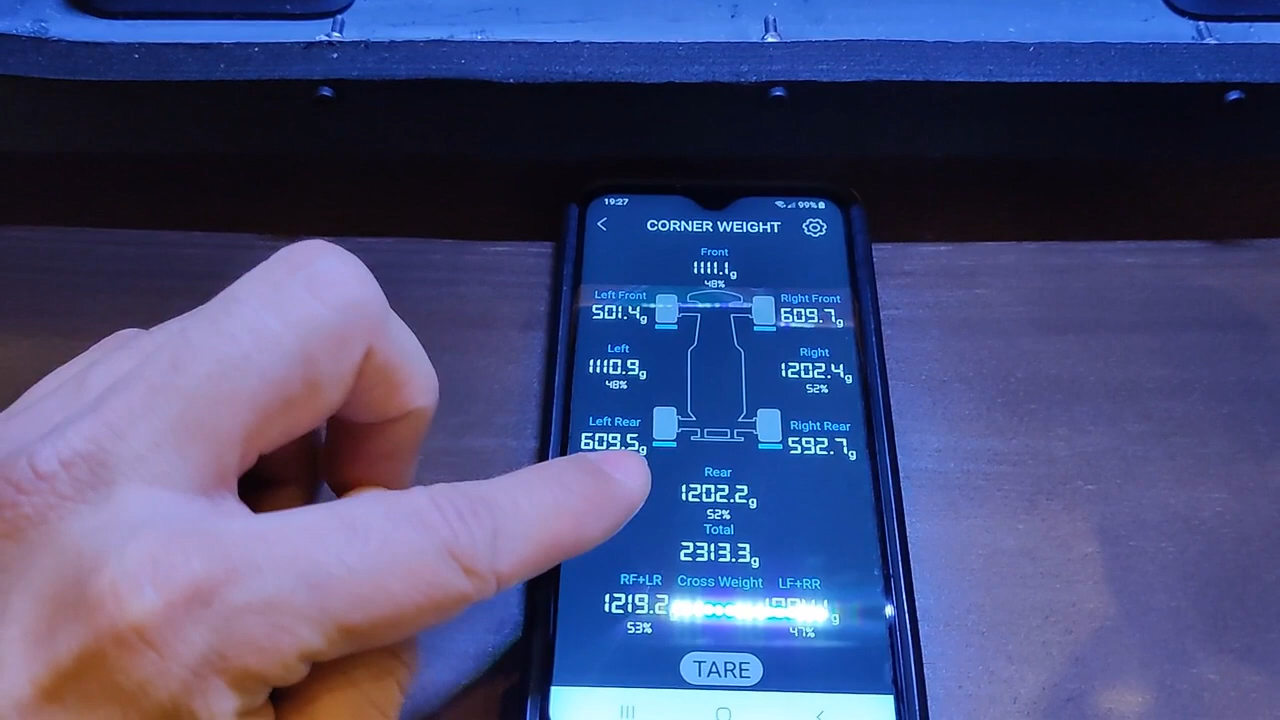 19:27 99%
CORNER WEIGHT
Front
1111.1g
48%
Left Front Right Front
501.4g 609.7g
Left Right
1110.9g 1202.4g
48% 52%
Left Rear Right Rear
609.5g 592.7g
Rear
1202.2g
52%
Total
2313.3g
RF+LR Cross Weight LF+RR
1219.2
53% 47%
TARE